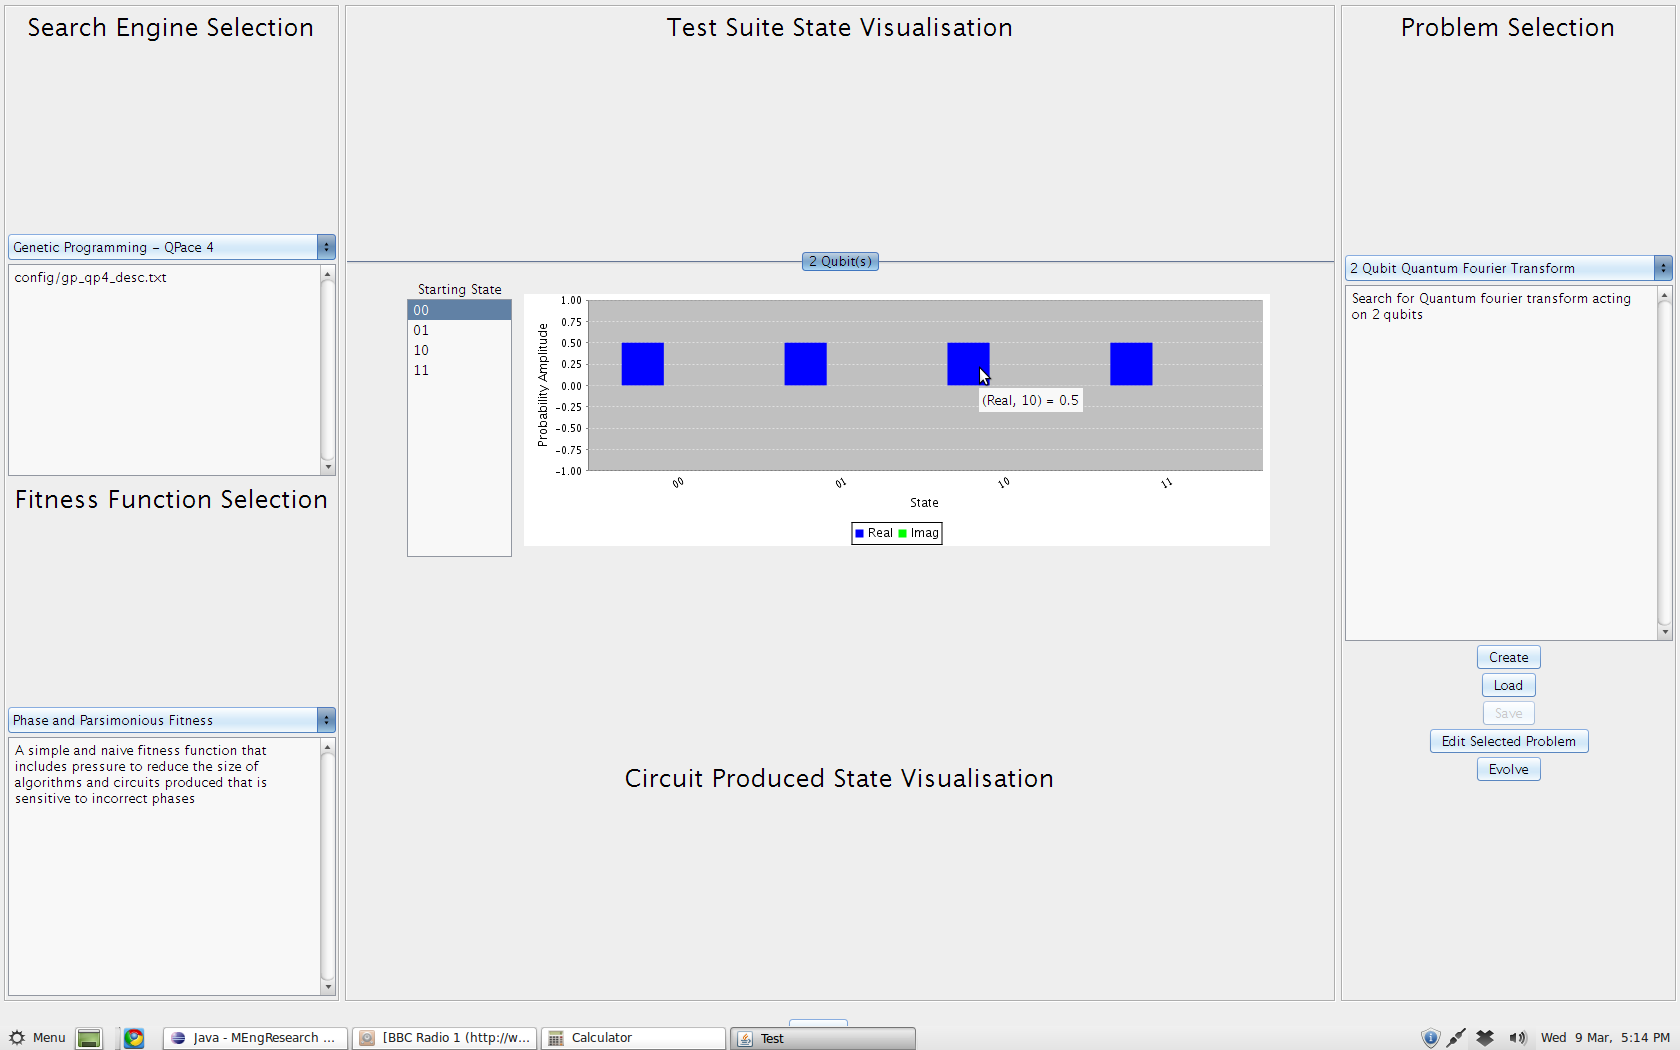 Search Engine Selection
Genetic Programming - QPace 4
config/gp_qp4_desc.txt
Fitness Function Selection
Phase and Parsimonious Fitness
A simple and naive fitness function that
includes pressure to reduce the size of
algorithms and circuits produced that is
sensitive to incorrect phases
Test Suite State Visualisation
2 Qubit(s)
Starting State
00
01
10
11
Probability Amplitude
1.00
0.75
0.50
0.25
0.00
-0.25
-0.50
-0.75
-1.00
(Real, 10) = 0.5
00
01
10
11
State
Real Imag
Circuit Produced State Visualisation
Problem Selection
2 Qubit Quantum Fourier Transform
Search for Quantum fourier transform acting
on 2 qubits
Create
Load
Save
Edit Selected Problem
Evolve
Menu
Java - MEngResearch ...
[BBC Radio 1 (http://w...
Calculator
Test
Wed 9 Mar, 5:14 PM